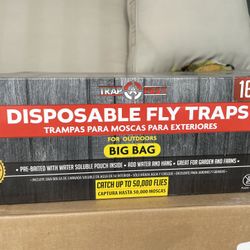 TRAP
16
DISPOSABLE FLY TRAPS
TRAMPAS PARA MOSCAS PARA EXTERIORES
FOR OUTDOORS
BIG BAG
• PRE-BAITED WITH WATER SOLUBLE POUCH INSIDE • ADD WATER AND HANG • GREAT FOR GARDEN AND FARMS
CATCH UP TO 50,000 FLIES
CAPTURA HASTA 50,000 MOSCAS